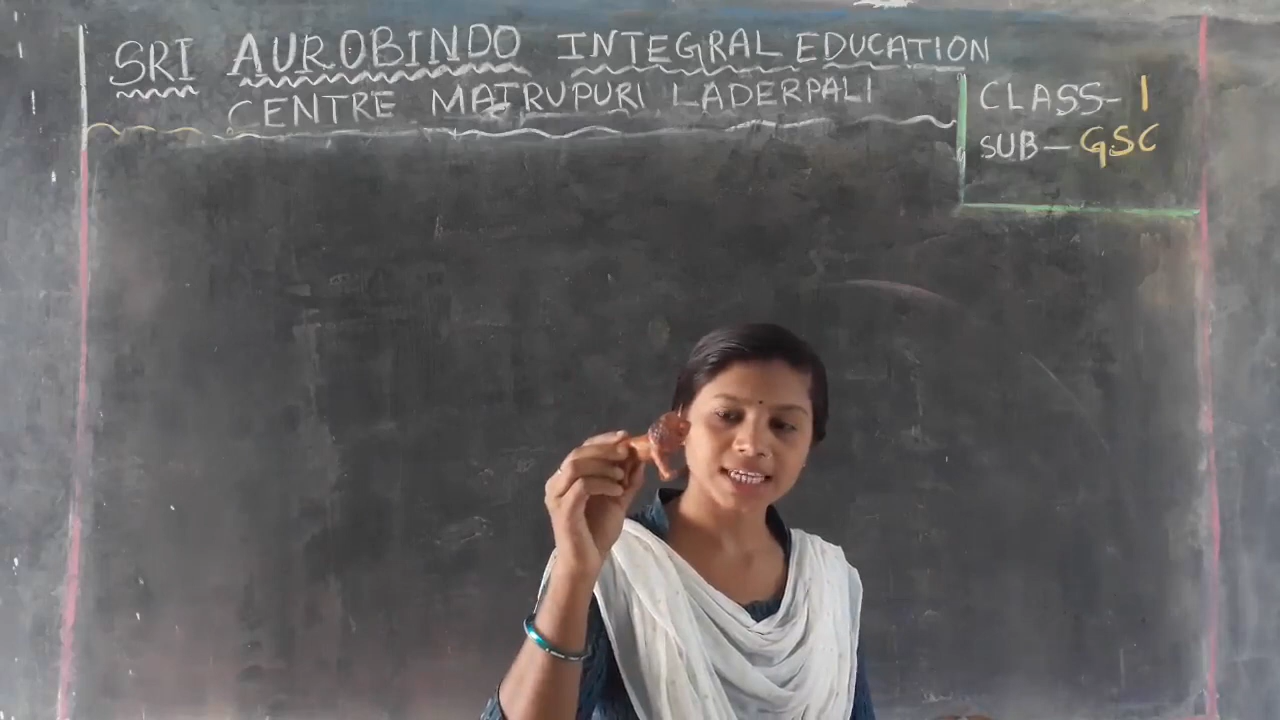 SRI AUROBINDO INTEGRAL EDUCATION
CENTRE MATRUPURI LADERPALI
CLASS- 1
SUB- GSC